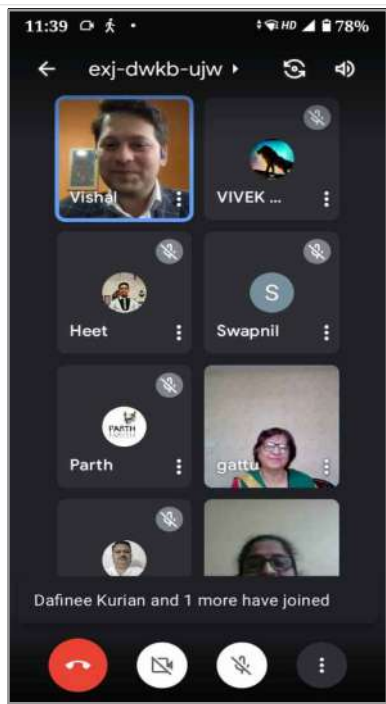 11:39 HD 78%
exj-dwkb-ujw
Vishal VIVEK ...
S
Heet Swapnil
PARTH
Parth gattu
Dafinee Kurian and 1 more have joined